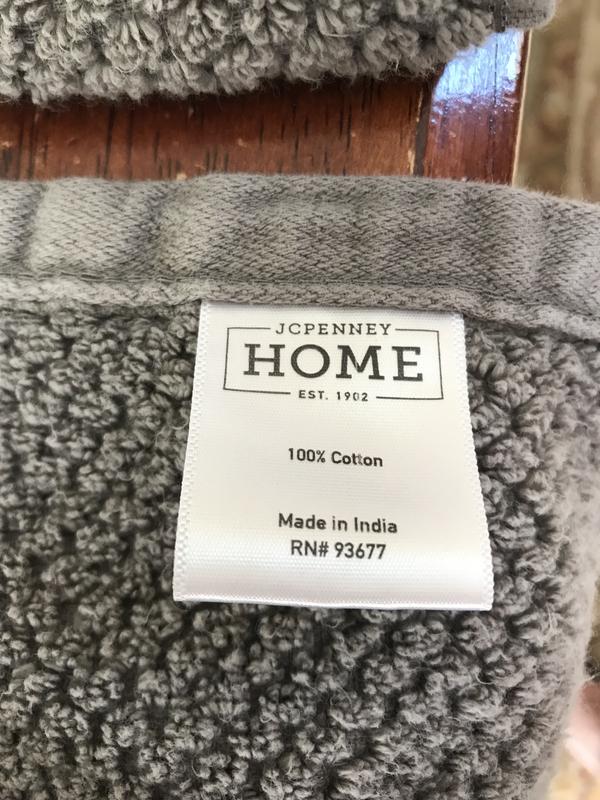 JCPENNEY
HOME
EST. 1902
100% Cotton
Made in India
RN# 93677